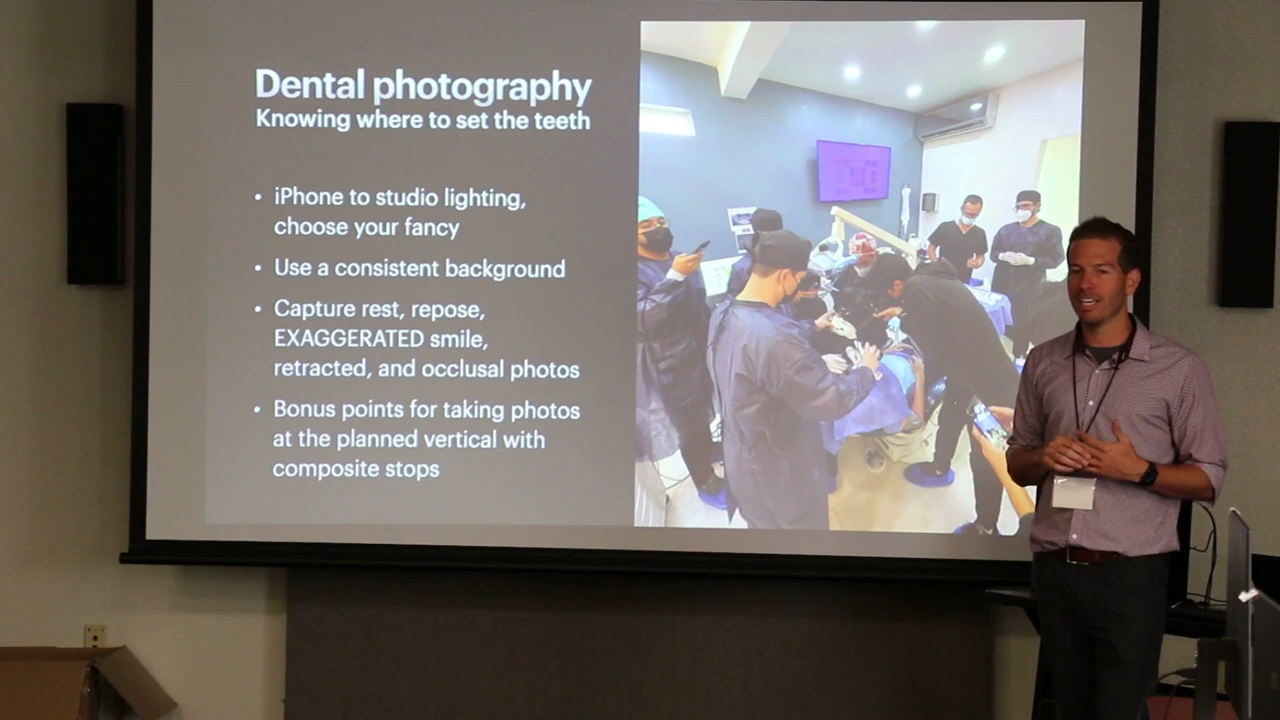 Dental photography
Knowing where to set the teeth
• iPhone to studio lighting,
choose your fancy
• Use a consistent background
• Capture rest, repose,
EXAGGERATED smile,
retracted, and occlusal photos
• Bonus points for taking photos
at the planned vertical with
composite stops